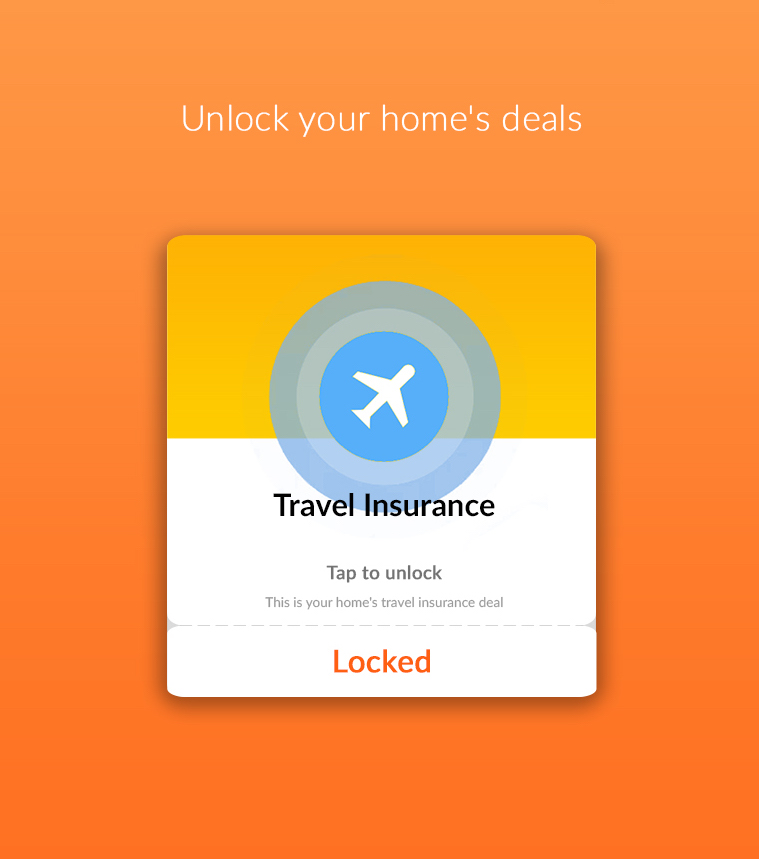 Unlock your home's deals
Travel Insurance
Tap to unlock
This is your home's travel insurance deal
Locked